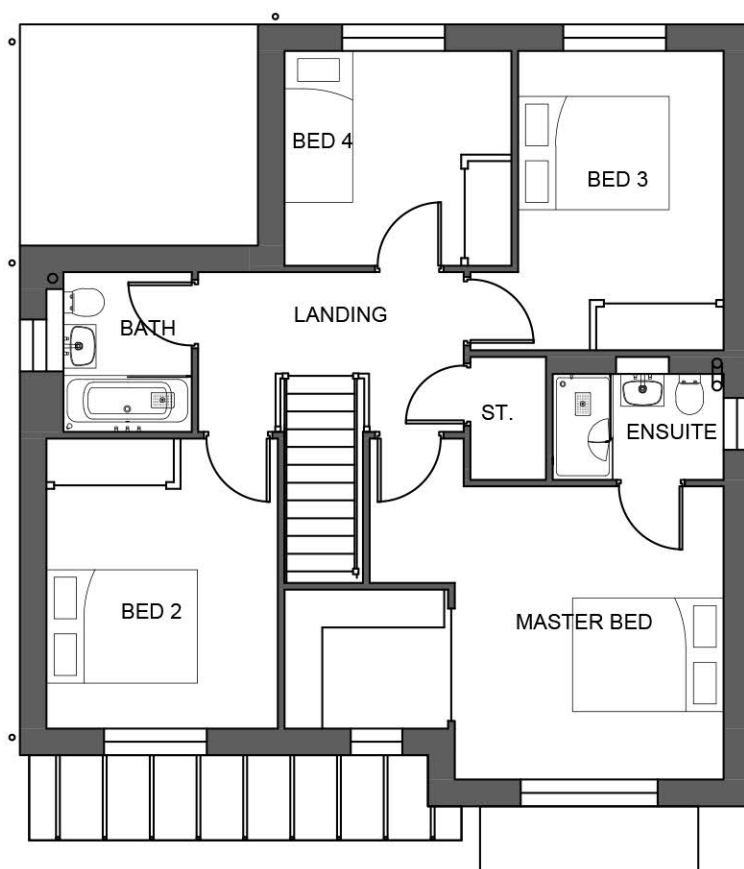 BED 4
BED 3
LANDING
BATH
ST.
ENSUITE
BED 2
MASTER BED